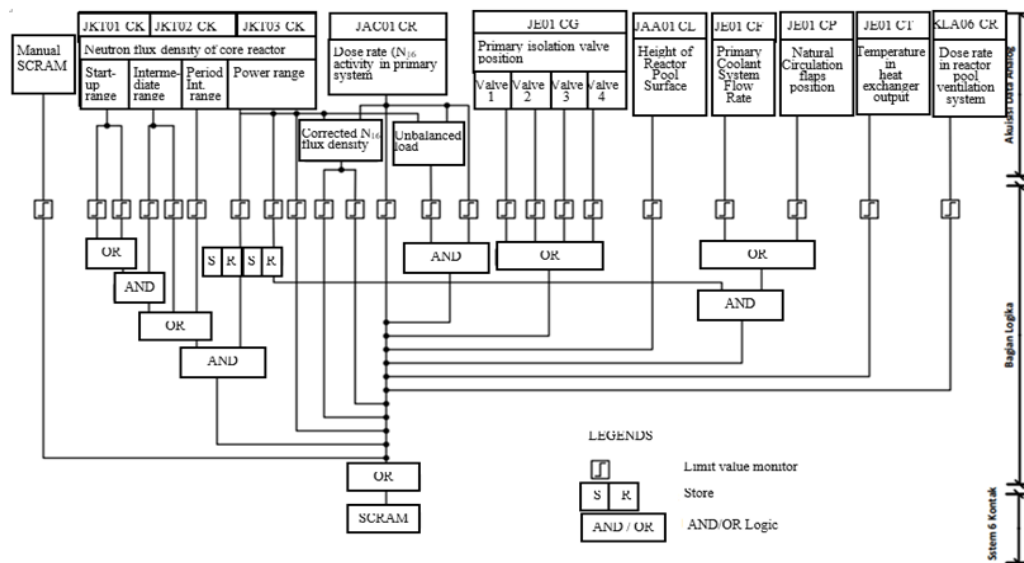 JKT01 CK
JKT02 CK
JKT03 CK
JAC01 CR
JE01 CG
JAA01 CL
JE01 CF
JE01 CP
JE01 CT
KLA06 CR
Manual
SCRAM
Neutron flux density of core reactor
Start-
up
range
Interme-
diate
range
Period
Int.
range
Power range
Dose rate (N16
activity in primary
system
Primary isolation valve
position
Valve
1
Valve
2
Valve
3
Valve
4
Height of
Reactor
Pool
Surface
Primary
Coolant
System
Flow
Rate
Natural
Circulation
flaps
position
Temperature
in
heat
exchanger
output
Dose rate
in reactor
pool
ventilation
system
Akuisisi Data Analog
Corrected N16
flux density
Unbalanced
load
OR
S R S R
AND
OR
OR
AND
AND
OR
AND
Bagian Logika
OR
SCRAM
LEGENDS
Limit value monitor
S R
Store
AND / OR
AND/OR Logic
Sstem 6 Kontak